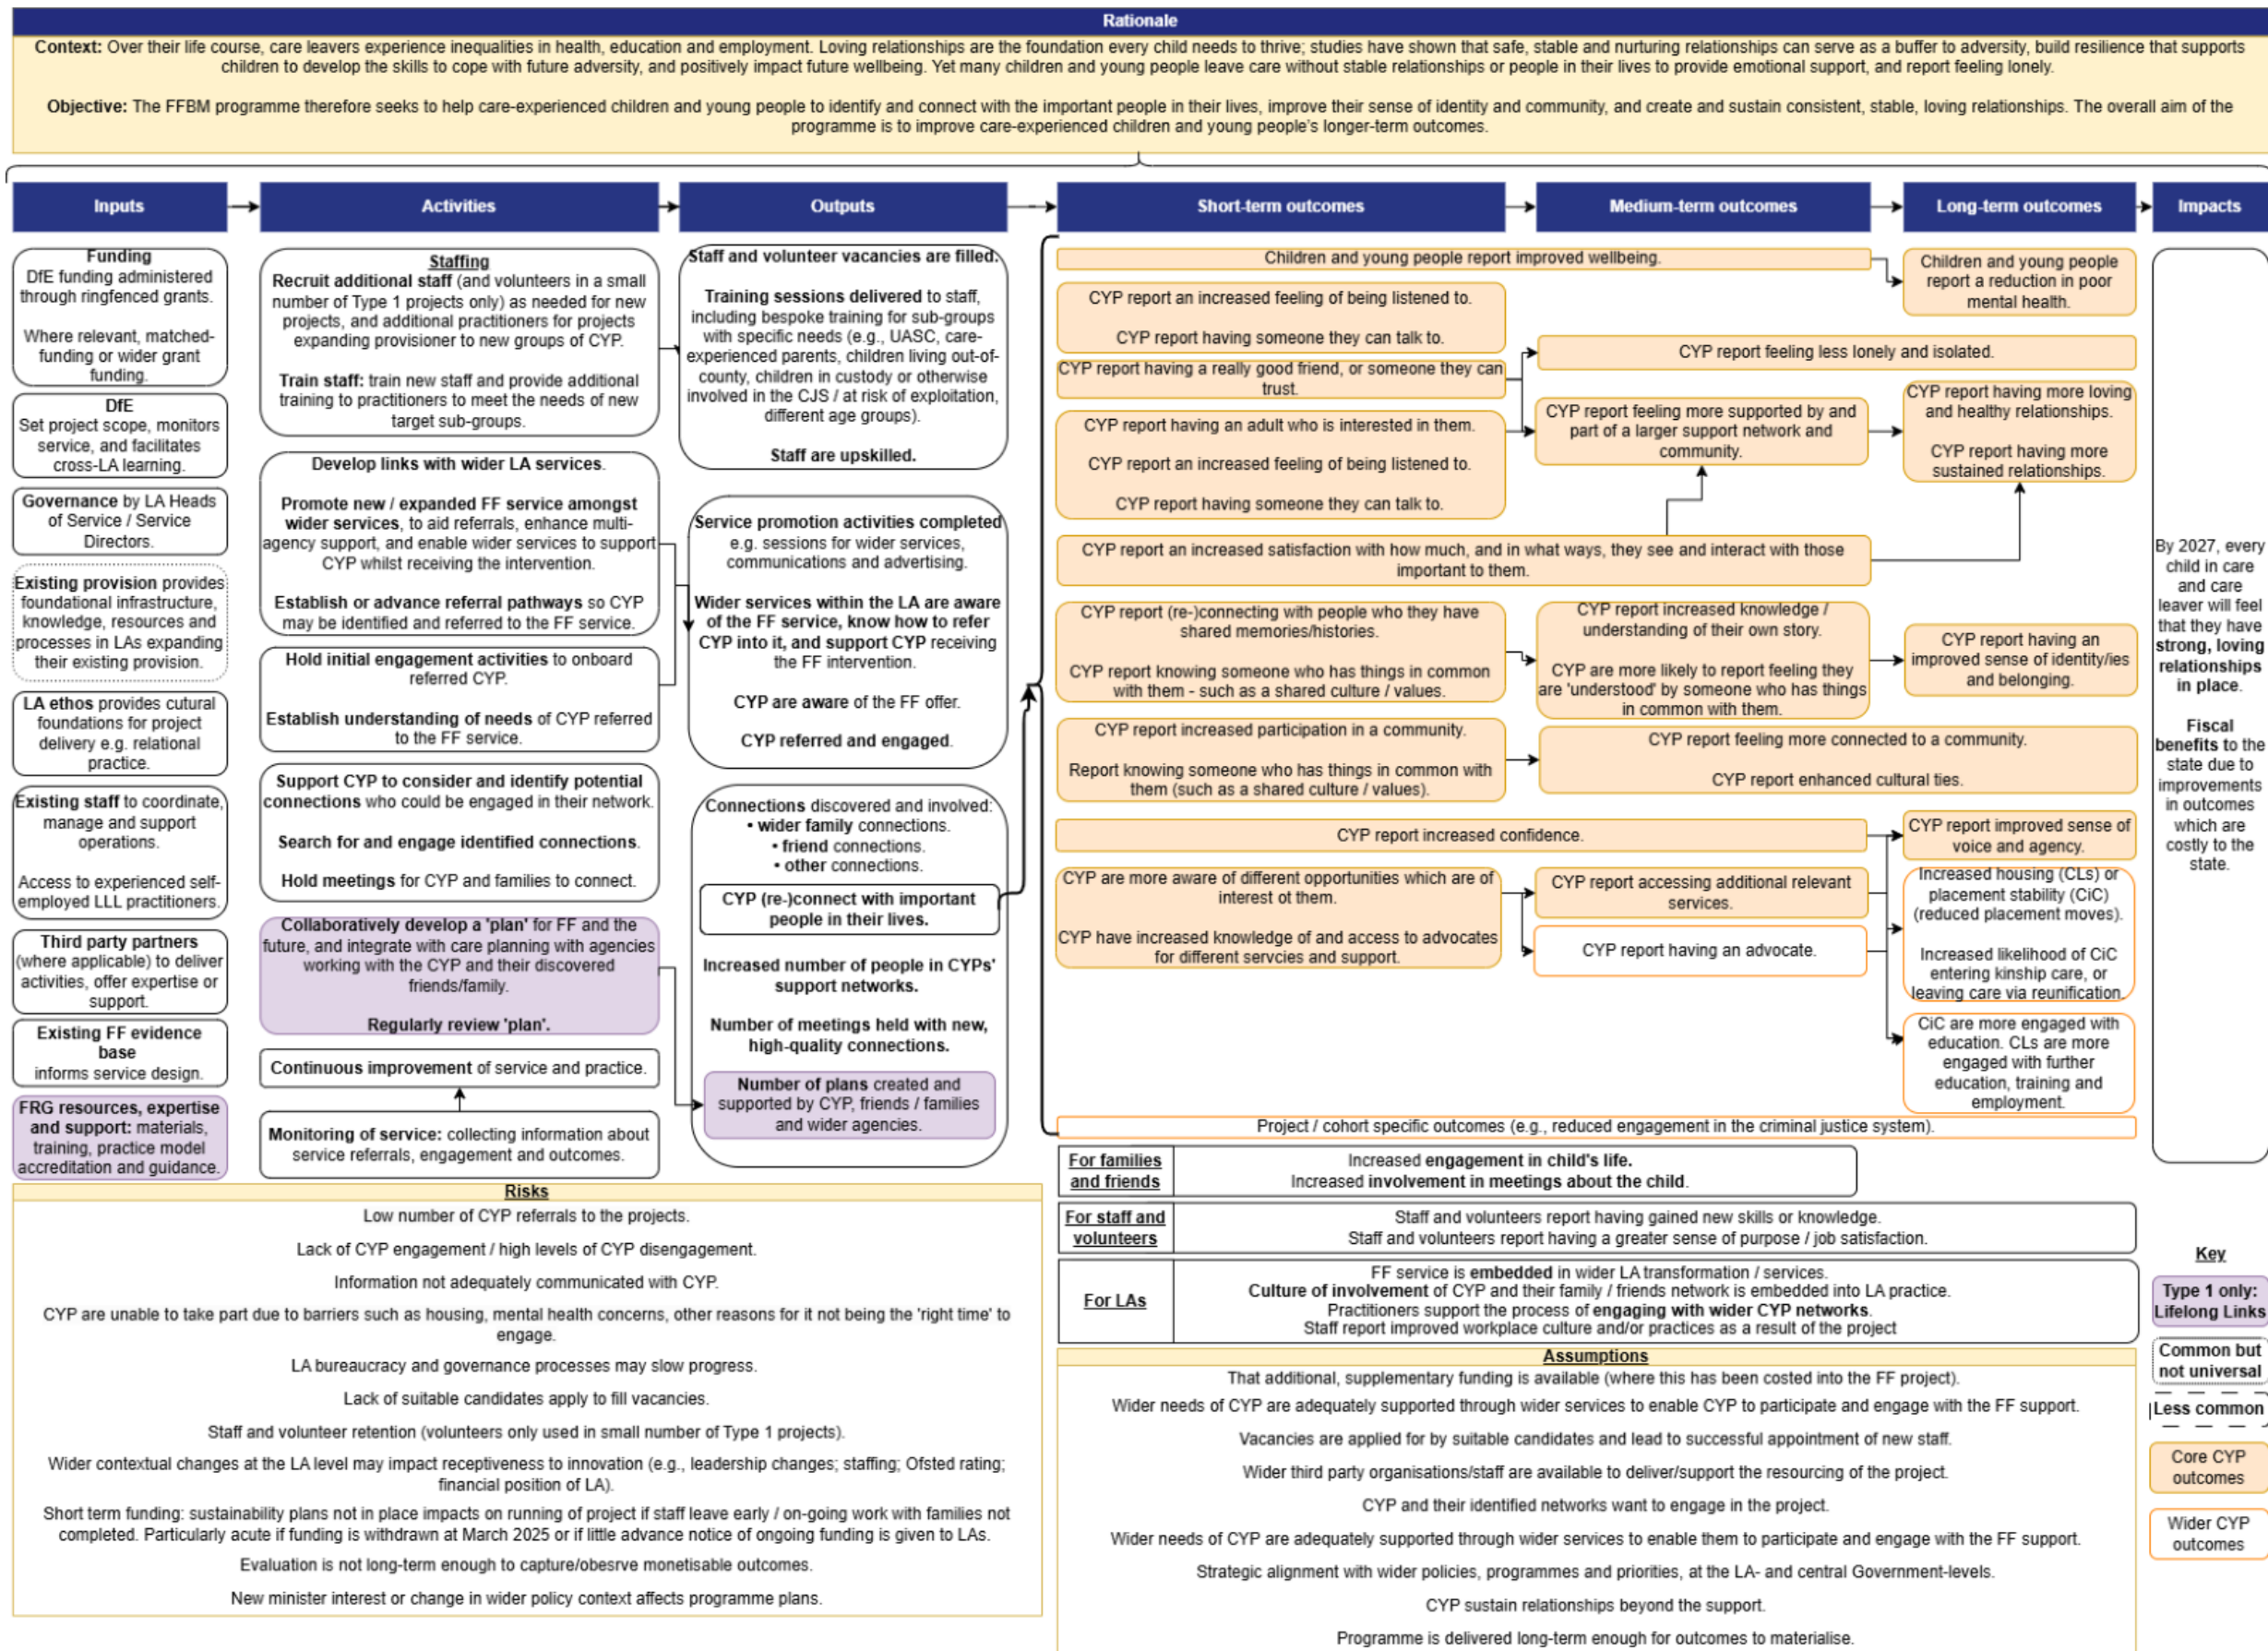 Rationale
Context: Over their life course, care leavers experience inequalities in health, education and employment. Loving relationships are the foundation every child needs to thrive; studies have shown that safe, stable and nurturing relationships can serve as a buffer to adversity, build resilience that supports
children to develop the skills to cope with future adversity, and positively impact future wellbeing. Yet many children and young people leave care without stable relationships or people in their lives to provide emotional support, and report feeling lonely.
Objective: The FFBM programme therefore seeks to help care-experienced children and young people to identify and connect with the important people in their lives, improve their sense of identity and community, and create and sustain consistent, stable, loving relationships. The overall aim of the
programme is to improve care-experienced children and young people's longer-term outcomes.
Inputs
Funding
DfE funding administered
through ringfenced grants.
Where relevant, matched-
funding or wider grant
funding.
DfE
Set project scope, monitors
service, and facilitates
cross-LA learning.
Governance by LA Heads
of Service / Service
Directors.
Existing provision provides
foundational infrastructure,
knowledge, resources and
processes in LAs expanding
their existing provision.
LA ethos provides cutural
foundations for project
delivery e.g. relational
practice.
Existing staff to coordinate,
manage and support
operations.
Access to experienced self-
employed LLL practitioners.
Third party partners
(where applicable) to deliver
activities, offer expertise or
support.
Existing FF evidence
base
informs service design.
FRG resources, expertise
and support: materials,
training, practice model
accreditation and guidance.
Activities
Staffing
Recruit additional staff (and volunteers in a small
number of Type 1 projects only) as needed for new
projects, and additional practitioners for projects
expanding provisioner to new groups of CYP.
Train staff: train new staff and provide additional
training to practitioners to meet the needs of new
target sub-groups.
Develop links with wider LA services.
Promote new / expanded FF service amongst
wider services, to aid referrals, enhance multi-
agency support, and enable wider services to support
CYP whilst receiving the intervention.
Establish or advance referral pathways so CYP
may be identified and referred to the FF service.
Hold initial engagement activities to onboard
referred CYP.
Establish understanding of needs of CYP referred
to the FF service.
Support CYP to consider and identify potential
connections who could be engaged in their network.
Search for and engage identified connections.
Hold meetings for CYP and families to connect.
Collaboratively develop a 'plan' for FF and the
future, and integrate with care planning with agencies
working with the CYP and their discovered
friends/family.
Regularly review 'plan'.
Continuous improvement of service and practice.
Monitoring of service: collecting information about
service referrals, engagement and outcomes.
Outputs
Staff and volunteer vacancies are filled.
Training sessions delivered to staff,
including bespoke training for sub-groups
with specific needs (e.g., UASC, care-
experienced parents, children living out-of-
county, children in custody or otherwise
involved in the CJS / at risk of exploitation,
different age groups).
Staff are upskilled.
Service promotion activities completed
e.g. sessions for wider services,
communications and advertising.
Wider services within the LA are aware
of the FF service, know how to refer
CYP into it, and support CYP receiving
the FF intervention.
CYP are aware of the FF offer.
CYP referred and engaged.
Connections discovered and involved:
• wider family connections.
• friend connections.
• other connections.
CYP (re-)connect with important
people in their lives.
Increased number of people in CYPs'
support networks.
Number of meetings held with new,
high-quality connections.
Number of plans created and
supported by CYP, friends / families
and wider agencies.
Short-term outcomes
Medium-term outcomes
Long-term outcomes
Children and young people report improved wellbeing.
Children and young people
report a reduction in poor
mental health.
CYP report an increased feeling of being listened to.
CYP report having someone they can talk to.
CYP report having a really good friend, or someone they can
trust.
CYP report feeling less lonely and isolated.
CYP report having an adult who is interested in them.
CYP report an increased feeling of being listened to.
CYP report having someone they can talk to.
CYP report feeling more supported by and
part of a larger support network and
community.
CYP report having more loving
and healthy relationships.
CYP report having more
sustained relationships.
CYP report an increased satisfaction with how much, and in what ways, they see and interact with those
important to them.
CYP report (re-)connecting with people who they have
shared memories/histories.
CYP report knowing someone who has things in common
with them - such as a shared culture / values.
CYP report increased knowledge /
understanding of their own story.
CYP are more likely to report feeling they
are 'understood' by someone who has things
in common with them.
CYP report having an
improved sense of identity/ies
and belonging.
CYP report increased participation in a community.
Report knowing someone who has things in common with
them (such as a shared culture / values).
CYP report feeling more connected to a community.
CYP report enhanced cultural ties.
CYP report increased confidence.
CYP report improved sense of
voice and agency.
CYP are more aware of different opportunities which are of
interest ot them.
CYP have increased knowledge of and access to advocates
for different servcies and support.
CYP report accessing additional relevant
services.
CYP report having an advocate.
Increased housing (CLs) or
placement stability (CiC)
(reduced placement moves).
Increased likelihood of CiC
entering kinship care, or
leaving care via reunification.
CiC are more engaged with
education. CLs are more
engaged with further
education, training and
employment.
Project / cohort specific outcomes (e.g., reduced engagement in the criminal justice system).
Impacts
By 2027, every
child in care
and care
leaver will feel
that they have
strong, loving
relationships
in place.
Fiscal
benefits to the
state due to
improvements
in outcomes
which are
costly to the
state.
For families
and friends
Increased engagement in child's life.
Increased involvement in meetings about the child.
For staff and
volunteers
Staff and volunteers report having gained new skills or knowledge.
Staff and volunteers report having a greater sense of purpose / job satisfaction.
For LAs
FF service is embedded in wider LA transformation / services.
Culture of involvement of CYP and their family / friends network is embedded into LA practice.
Practitioners support the process of engaging with wider CYP networks.
Staff report improved workplace culture and/or practices as a result of the project
Risks
Low number of CYP referrals to the projects.
Lack of CYP engagement / high levels of CYP disengagement.
Information not adequately communicated with CYP.
CYP are unable to take part due to barriers such as housing, mental health concerns, other reasons for it not being the 'right time' to
engage.
LA bureaucracy and governance processes may slow progress.
Lack of suitable candidates apply to fill vacancies.
Staff and volunteer retention (volunteers only used in small number of Type 1 projects).
Wider contextual changes at the LA level may impact receptiveness to innovation (e.g., leadership changes; staffing; Ofsted rating;
financial position of LA).
Short term funding: sustainability plans not in place impacts on running of project if staff leave early / on-going work with families not
completed. Particularly acute if funding is withdrawn at March 2025 or if little advance notice of ongoing funding is given to LAs.
Evaluation is not long-term enough to capture/obesrve monetisable outcomes.
New minister interest or change in wider policy context affects programme plans.
Assumptions
That additional, supplementary funding is available (where this has been costed into the FF project).
Wider needs of CYP are adequately supported through wider services to enable CYP to participate and engage with the FF support.
Vacancies are applied for by suitable candidates and lead to successful appointment of new staff.
Wider third party organisations/staff are available to deliver/support the resourcing of the project.
CYP and their identified networks want to engage in the project.
Wider needs of CYP are adequately supported through wider services to enable them to participate and engage with the FF support.
Strategic alignment with wider policies, programmes and priorities, at the LA- and central Government-levels.
CYP sustain relationships beyond the support.
Programme is delivered long-term enough for outcomes to materialise.
Key
Type 1 only:
Lifelong Links
Common but
not universal
Less common
Core CYP
outcomes
Wider CYP
outcomes